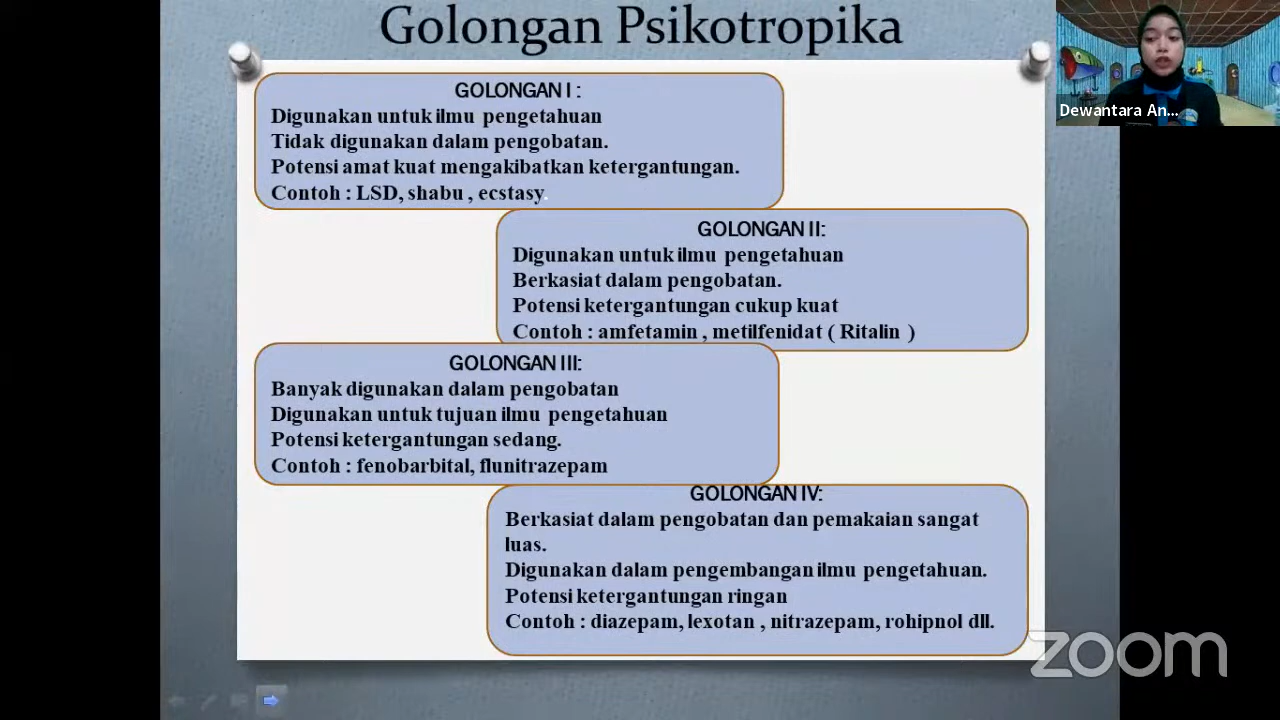 Golongan Psikotropika
GOLONGAN I :
Digunakan untuk ilmu pengetahuan
Tidak digunakan dalam pengobatan.
Potensi amat kuat mengakibatkan ketergantungan.
Contoh : LSD, shabu , ecstasy.
GOLONGAN II:
Digunakan untuk ilmu pengetahuan
Berkasiat dalam pengobatan.
Potensi ketergantungan cukup kuat
Contoh : amfetamin , metilfenidat ( Ritalin )
GOLONGAN III:
Banyak digunakan dalam pengobatan
Digunakan untuk tujuan ilmu pengetahuan
Potensi ketergantungan sedang.
Contoh : fenobarbital, flunitrazepam
GOLONGAN IV:
Berkasiat dalam pengobatan dan pemakaian sangat
luas.
Digunakan dalam pengembangan ilmu pengetahuan.
Potensi ketergantungan ringan
Contoh : diazepam, lexotan , nitrazepam, rohipnol dll.
Dewantara An...
zoom